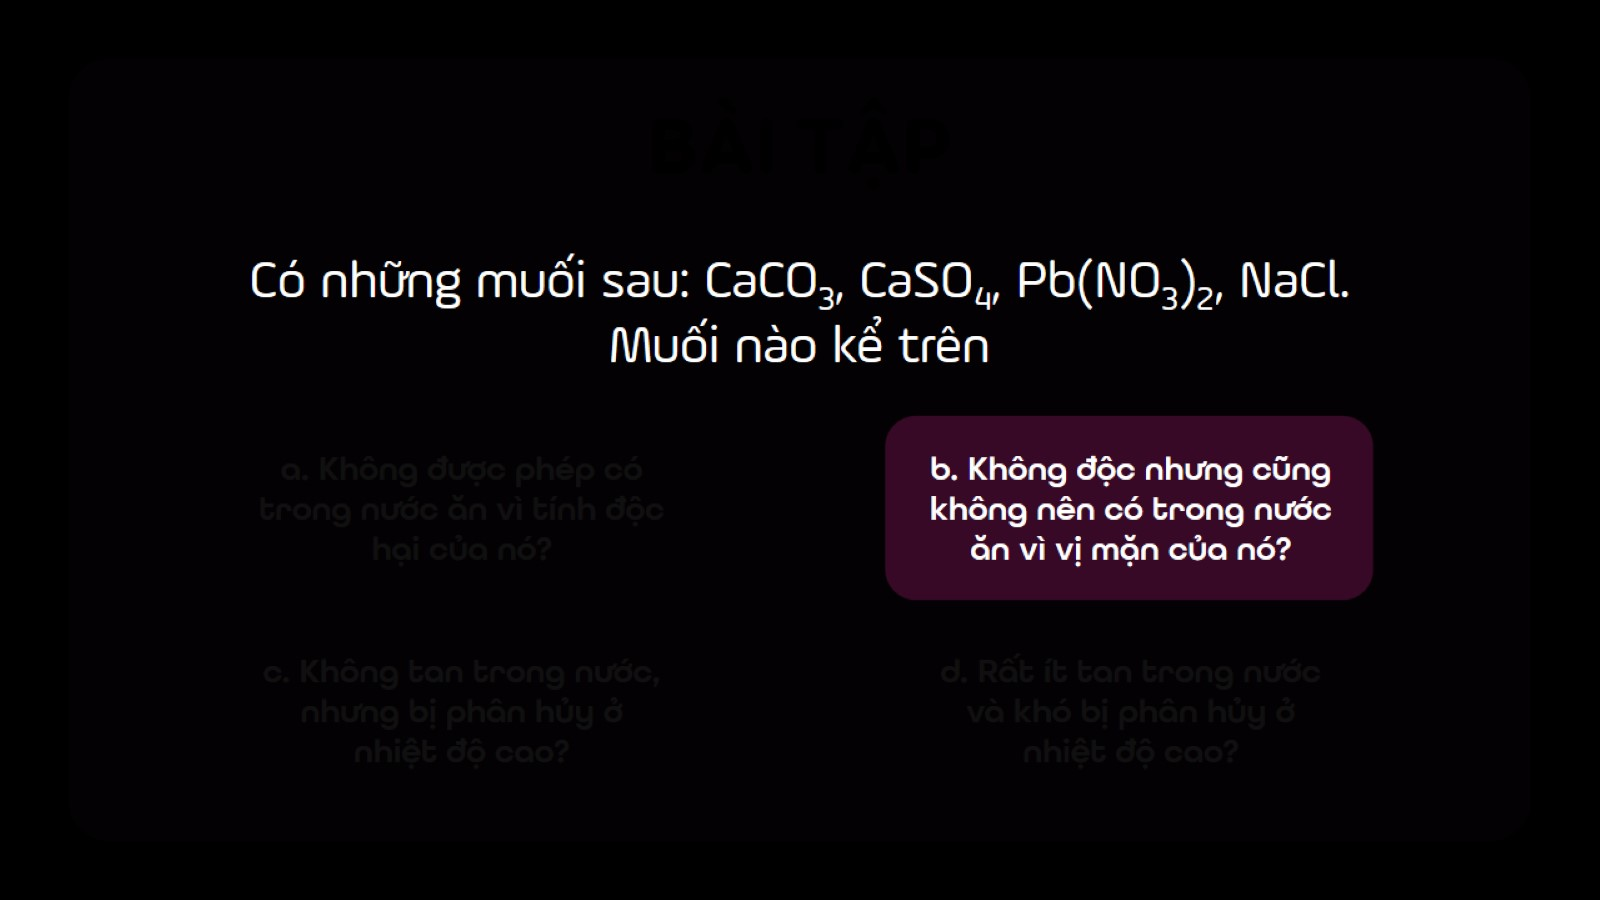 BÀI TẬP
Có những muối sau: CaCO₃, CaSO₄, Pb(NO₃)₂, NaCl.
Muối nào kể trên
a. Không được phép có
trong nước ăn vì tính độc
hại của nó?
b. Không độc nhưng cũng
không nên có trong nước
ăn vì vị mặn của nó?
c. Không tan trong nước,
nhưng bị phân hủy ở
nhiệt độ cao?
d. Rất ít tan trong nước
và khó bị phân hủy ở
nhiệt độ cao?